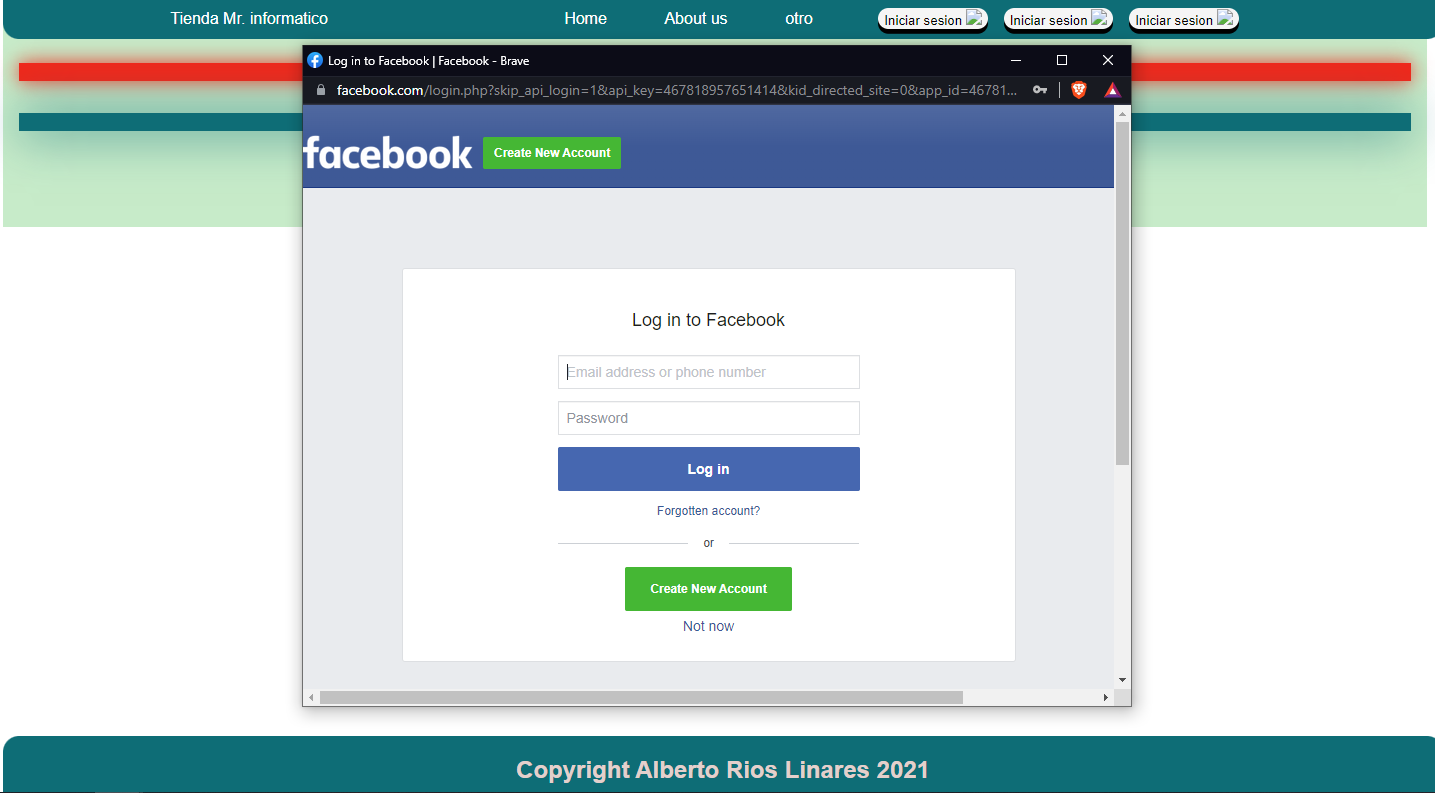 Tienda Mr. informatico Home About us otro Iniciar sesion Iniciar sesion Iniciar sesion
Log in to Facebook | Facebook - Brave
facebook.com/login.php?skip_api_login=1&api_key=467818957651414&kid_directed_site=0&app_id=46781...
facebook Create New Account
Log in to Facebook
Email address or phone number
Password
Log in
Forgotten account?
or
Create New Account
Not now
Copyright Alberto Rios Linares 2021